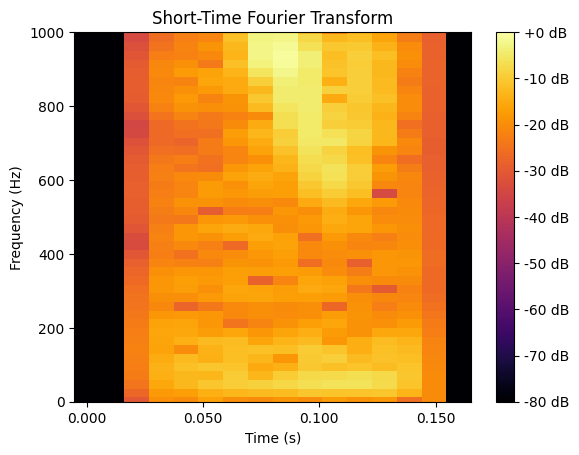 Short-Time Fourier Transform
1000
800
600
400
200
0
Frequency (Hz)
0.000
0.050
0.100
0.150
Time (s)
+0 dB
-10 dB
-20 dB
-30 dB
-40 dB
-50 dB
-60 dB
-70 dB
-80 dB